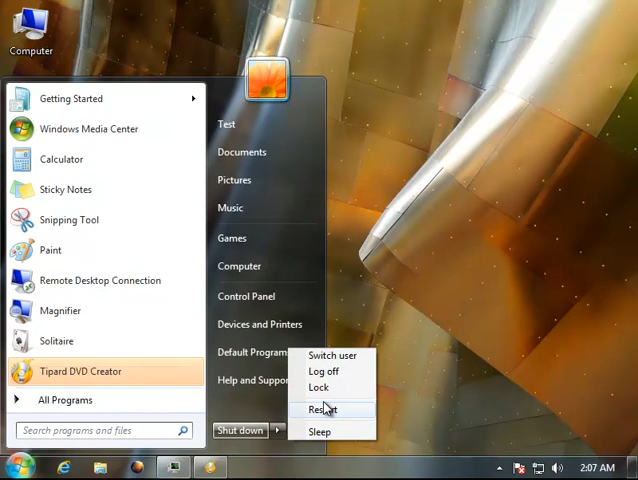 Computer
Getting Started
Windows Media Center
Calculator
Sticky Notes
Snipping Tool
Paint
Remote Desktop Connection
Magnifier
Solitaire
Tipard DVD Creator
All Programs
Search programs and files
Test
Documents
Pictures
Music
Games
Computer
Control Panel
Devices and Printers
Default Programs
Help and Suppor
Shut down
Switch user
Log off
Lock
Restart
Sleep
2:07 AM